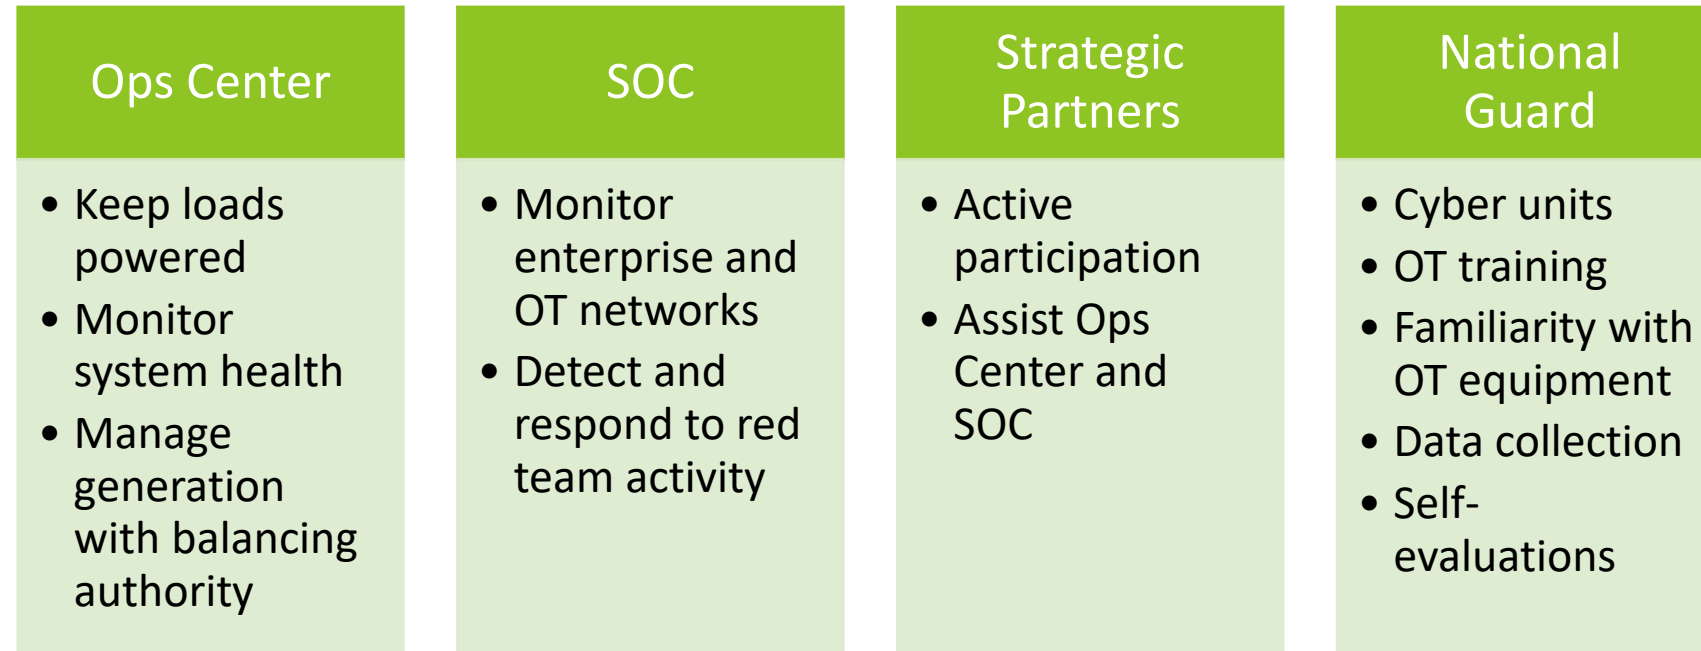 Ops Center
• Keep loads
powered
• Monitor
system health
• Manage
generation
with balancing
authority
SOC
• Monitor
enterprise and
OT networks
• Detect and
respond to red
team activity
Strategic
Partners
• Active
participation
• Assist Ops
Center and
SOC
National
Guard
• Cyber units
• OT training
• Familiarity with
OT equipment
• Data collection
• Self-
evaluations